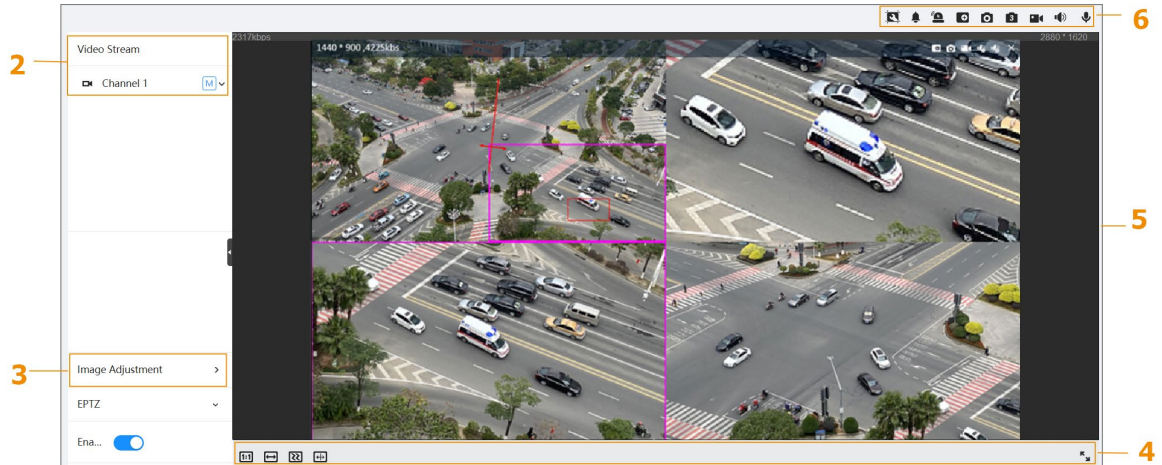 6
2
Video Stream
2317kbps
2880 * 1620
1440 * 900 ,4225kbs
Channel 1
M
5
3
Image Adjustment
EPTZ
Ena...
1:1
4